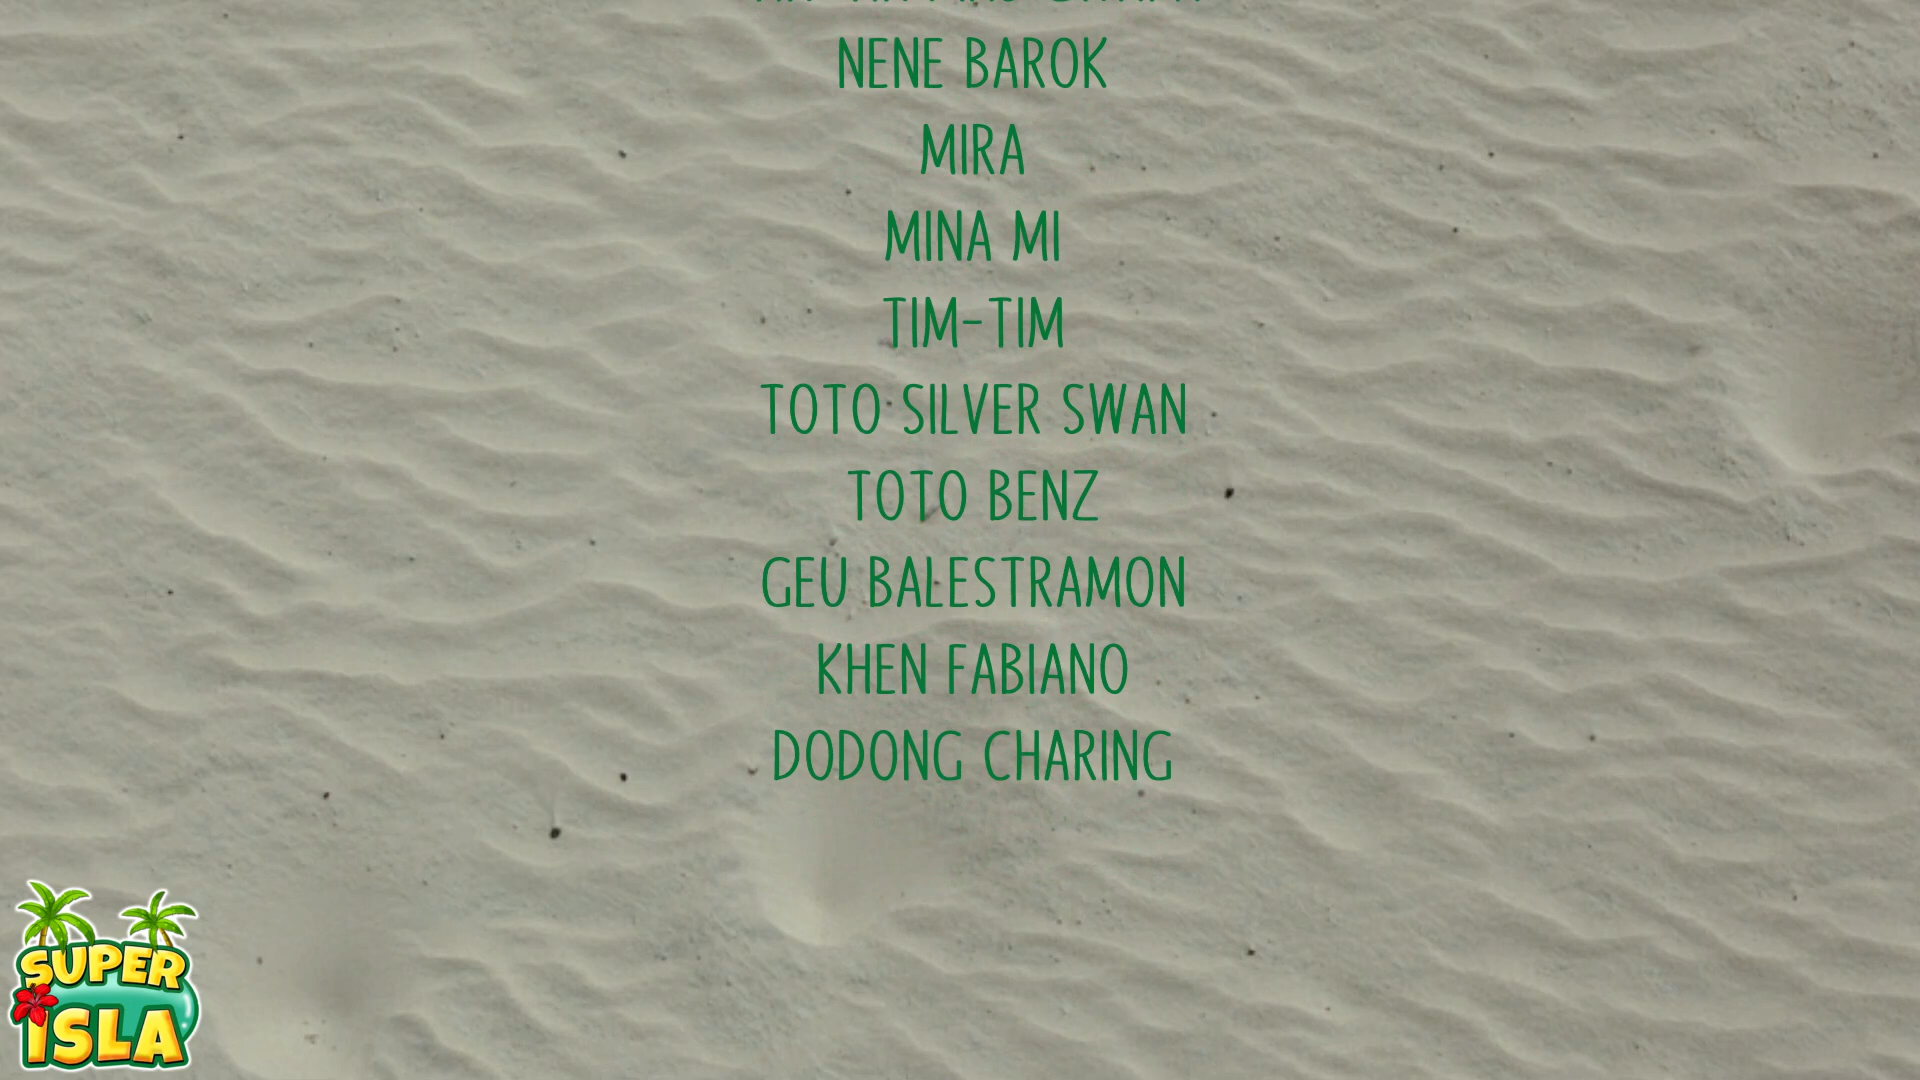 NENE BAROK
MIRA
MINA MI
TIM-TIM
TOTO SILVER SWAN
TOTO BENZ
GEU BALESTRAMON
KHEN FABIANO
DODONG CHARING
SUPER
ISLA